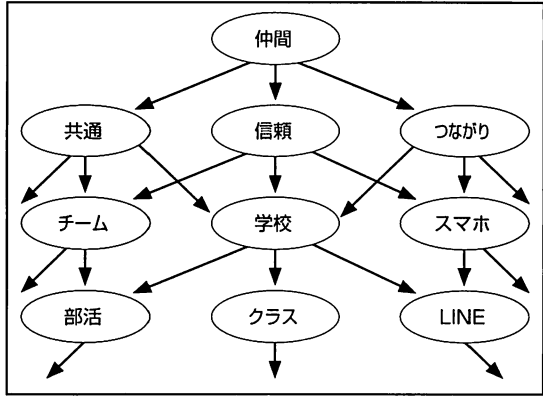 仲間
共通 信頼 つながり
チーム 学校 スマホ
部活 クラス LINE